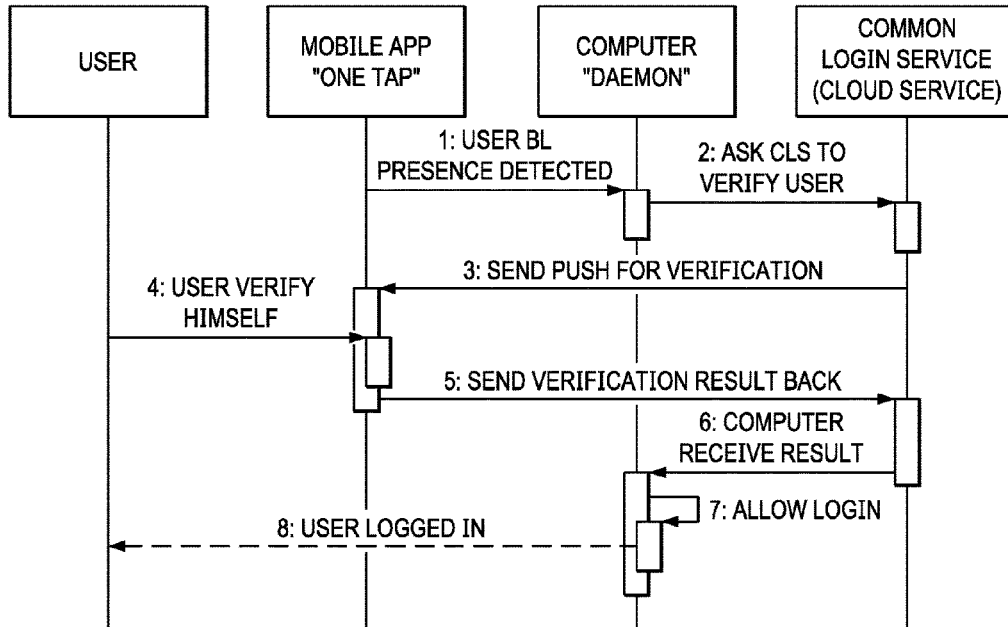 USER
MOBILE APP
"ONE TAP"
COMPUTER
"DAEMON"
COMMON
LOGIN SERVICE
(CLOUD SERVICE)
1: USER BL
PRESENCE DETECTED
2: ASK CLS TO
VERIFY USER
3: SEND PUSH FOR VERIFICATION
4: USER VERIFY
HIMSELF
5: SEND VERIFICATION RESULT BACK
6: COMPUTER
RECEIVE RESULT
7: ALLOW LOGIN
8: USER LOGGED IN